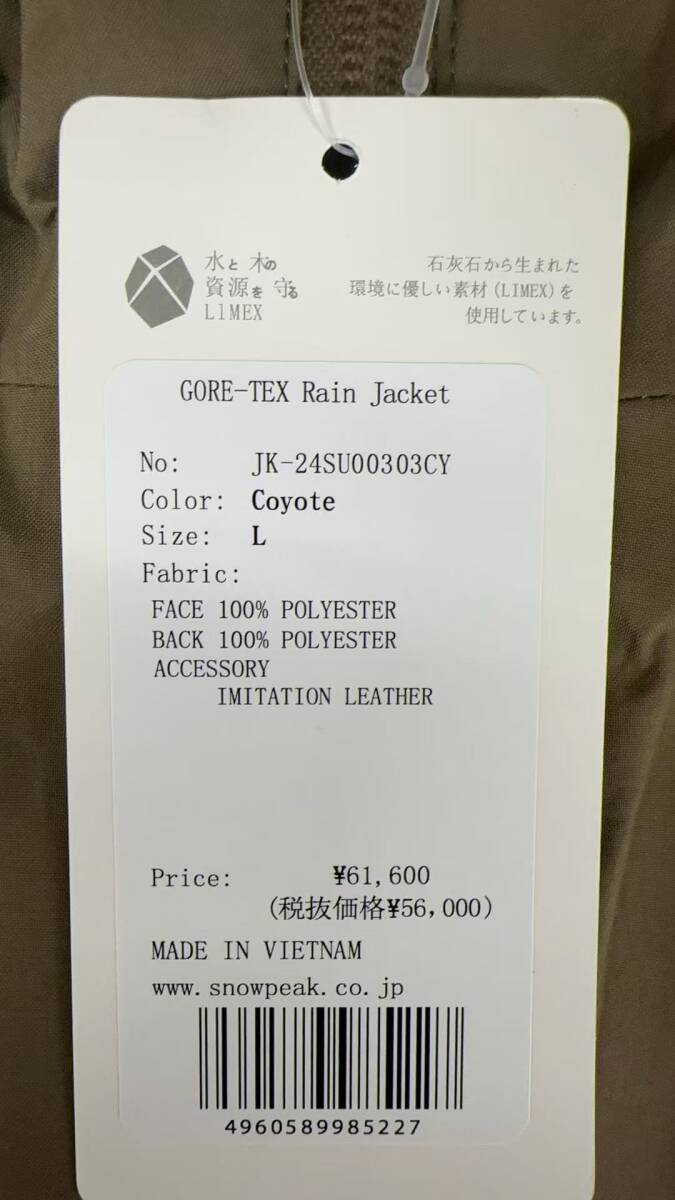 水と木の
資源を守る
LIMEX
石灰石から生まれた
環境に優しい素材(LIMEX)を
使用しています。
GORE-TEX Rain Jacket
No: JK-24SU00303CY
Color: Coyote
Size: L
Fabric:
FACE 100% POLYESTER
BACK 100% POLYESTER
ACCESSORY
IMITATION LEATHER
Price: ¥61,600
(税抜価格¥56,000)
MADE IN VIETNAM
www.snowpeak.co.jp
4960589985227